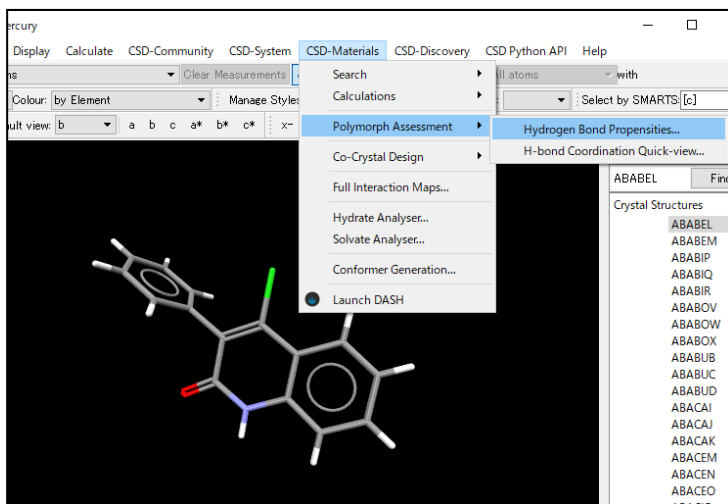 ercury
Display Calculate CSD-Community CSD-System CSD-Materials CSD-Discovery CSD Python API Help
Clear Measurements all atoms with
Colour: by Element Manage Styles Select by SMARTS: [c]
ult view: b a b c a* b* c* x-
Search
Calculations
Polymorph Assessment
Hydrogen Bond Propensities...
H-bond Coordination Quick-view...
Co-Crystal Design
Full Interaction Maps...
Hydrate Analyser...
Solvate Analyser...
Conformer Generation...
Launch DASH
ABABEL Find
Crystal Structures
ABABEL
ABABEM
ABABIP
ABABIQ
ABABIR
ABABOV
ABABOW
ABABOX
ABABUB
ABABUC
ABABUD
ABACAI
ABACAJ
ABACAK
ABACEM
ABACEN
ABACEO